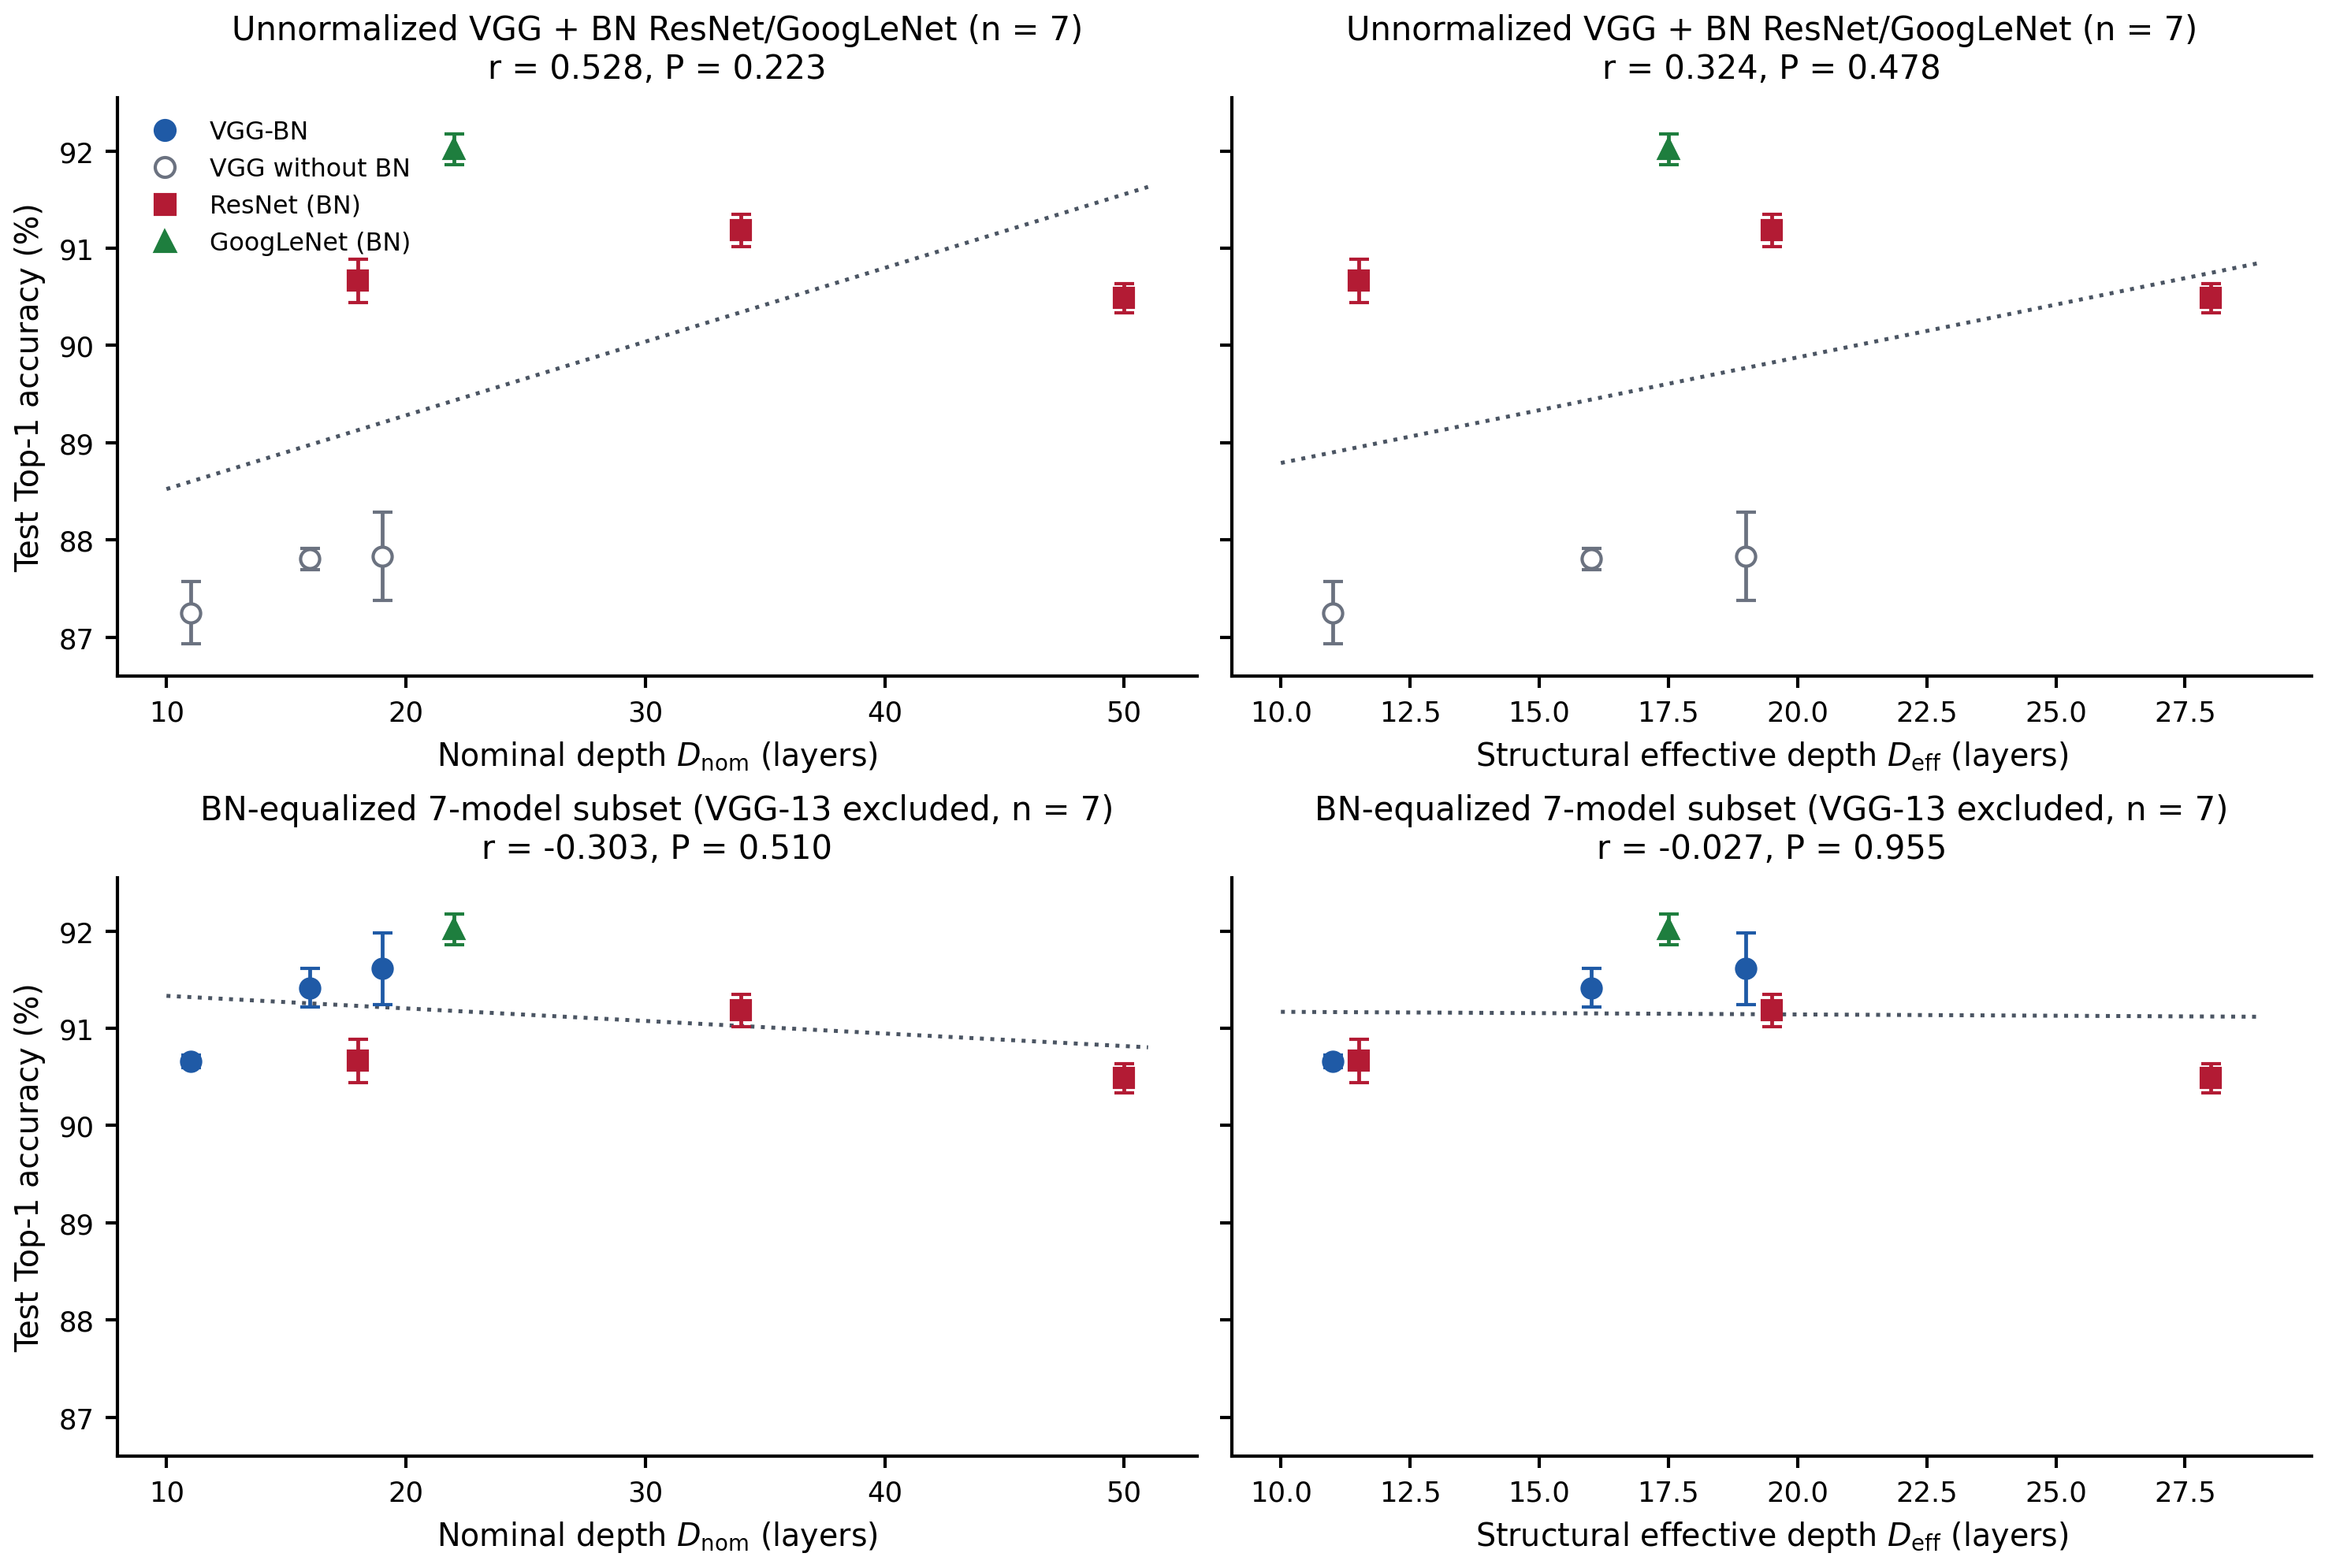 Unnormalized VGG + BN ResNet/GoogLeNet (n = 7)
r = 0.528, P = 0.223
VGG-BN
VGG without BN
ResNet (BN)
GoogLeNet (BN)
92
91
90
89
88
87
Test Top-1 accuracy (%)
10 20 30 40 50
Nominal depth D_nom (layers)
Unnormalized VGG + BN ResNet/GoogLeNet (n = 7)
r = 0.324, P = 0.478
10.0 12.5 15.0 17.5 20.0 22.5 25.0 27.5
Structural effective depth D_eff (layers)
BN-equalized 7-model subset (VGG-13 excluded, n = 7)
r = -0.303, P = 0.510
92
91
90
89
88
87
Test Top-1 accuracy (%)
10 20 30 40 50
Nominal depth D_nom (layers)
BN-equalized 7-model subset (VGG-13 excluded, n = 7)
r = -0.027, P = 0.955
10.0 12.5 15.0 17.5 20.0 22.5 25.0 27.5
Structural effective depth D_eff (layers)